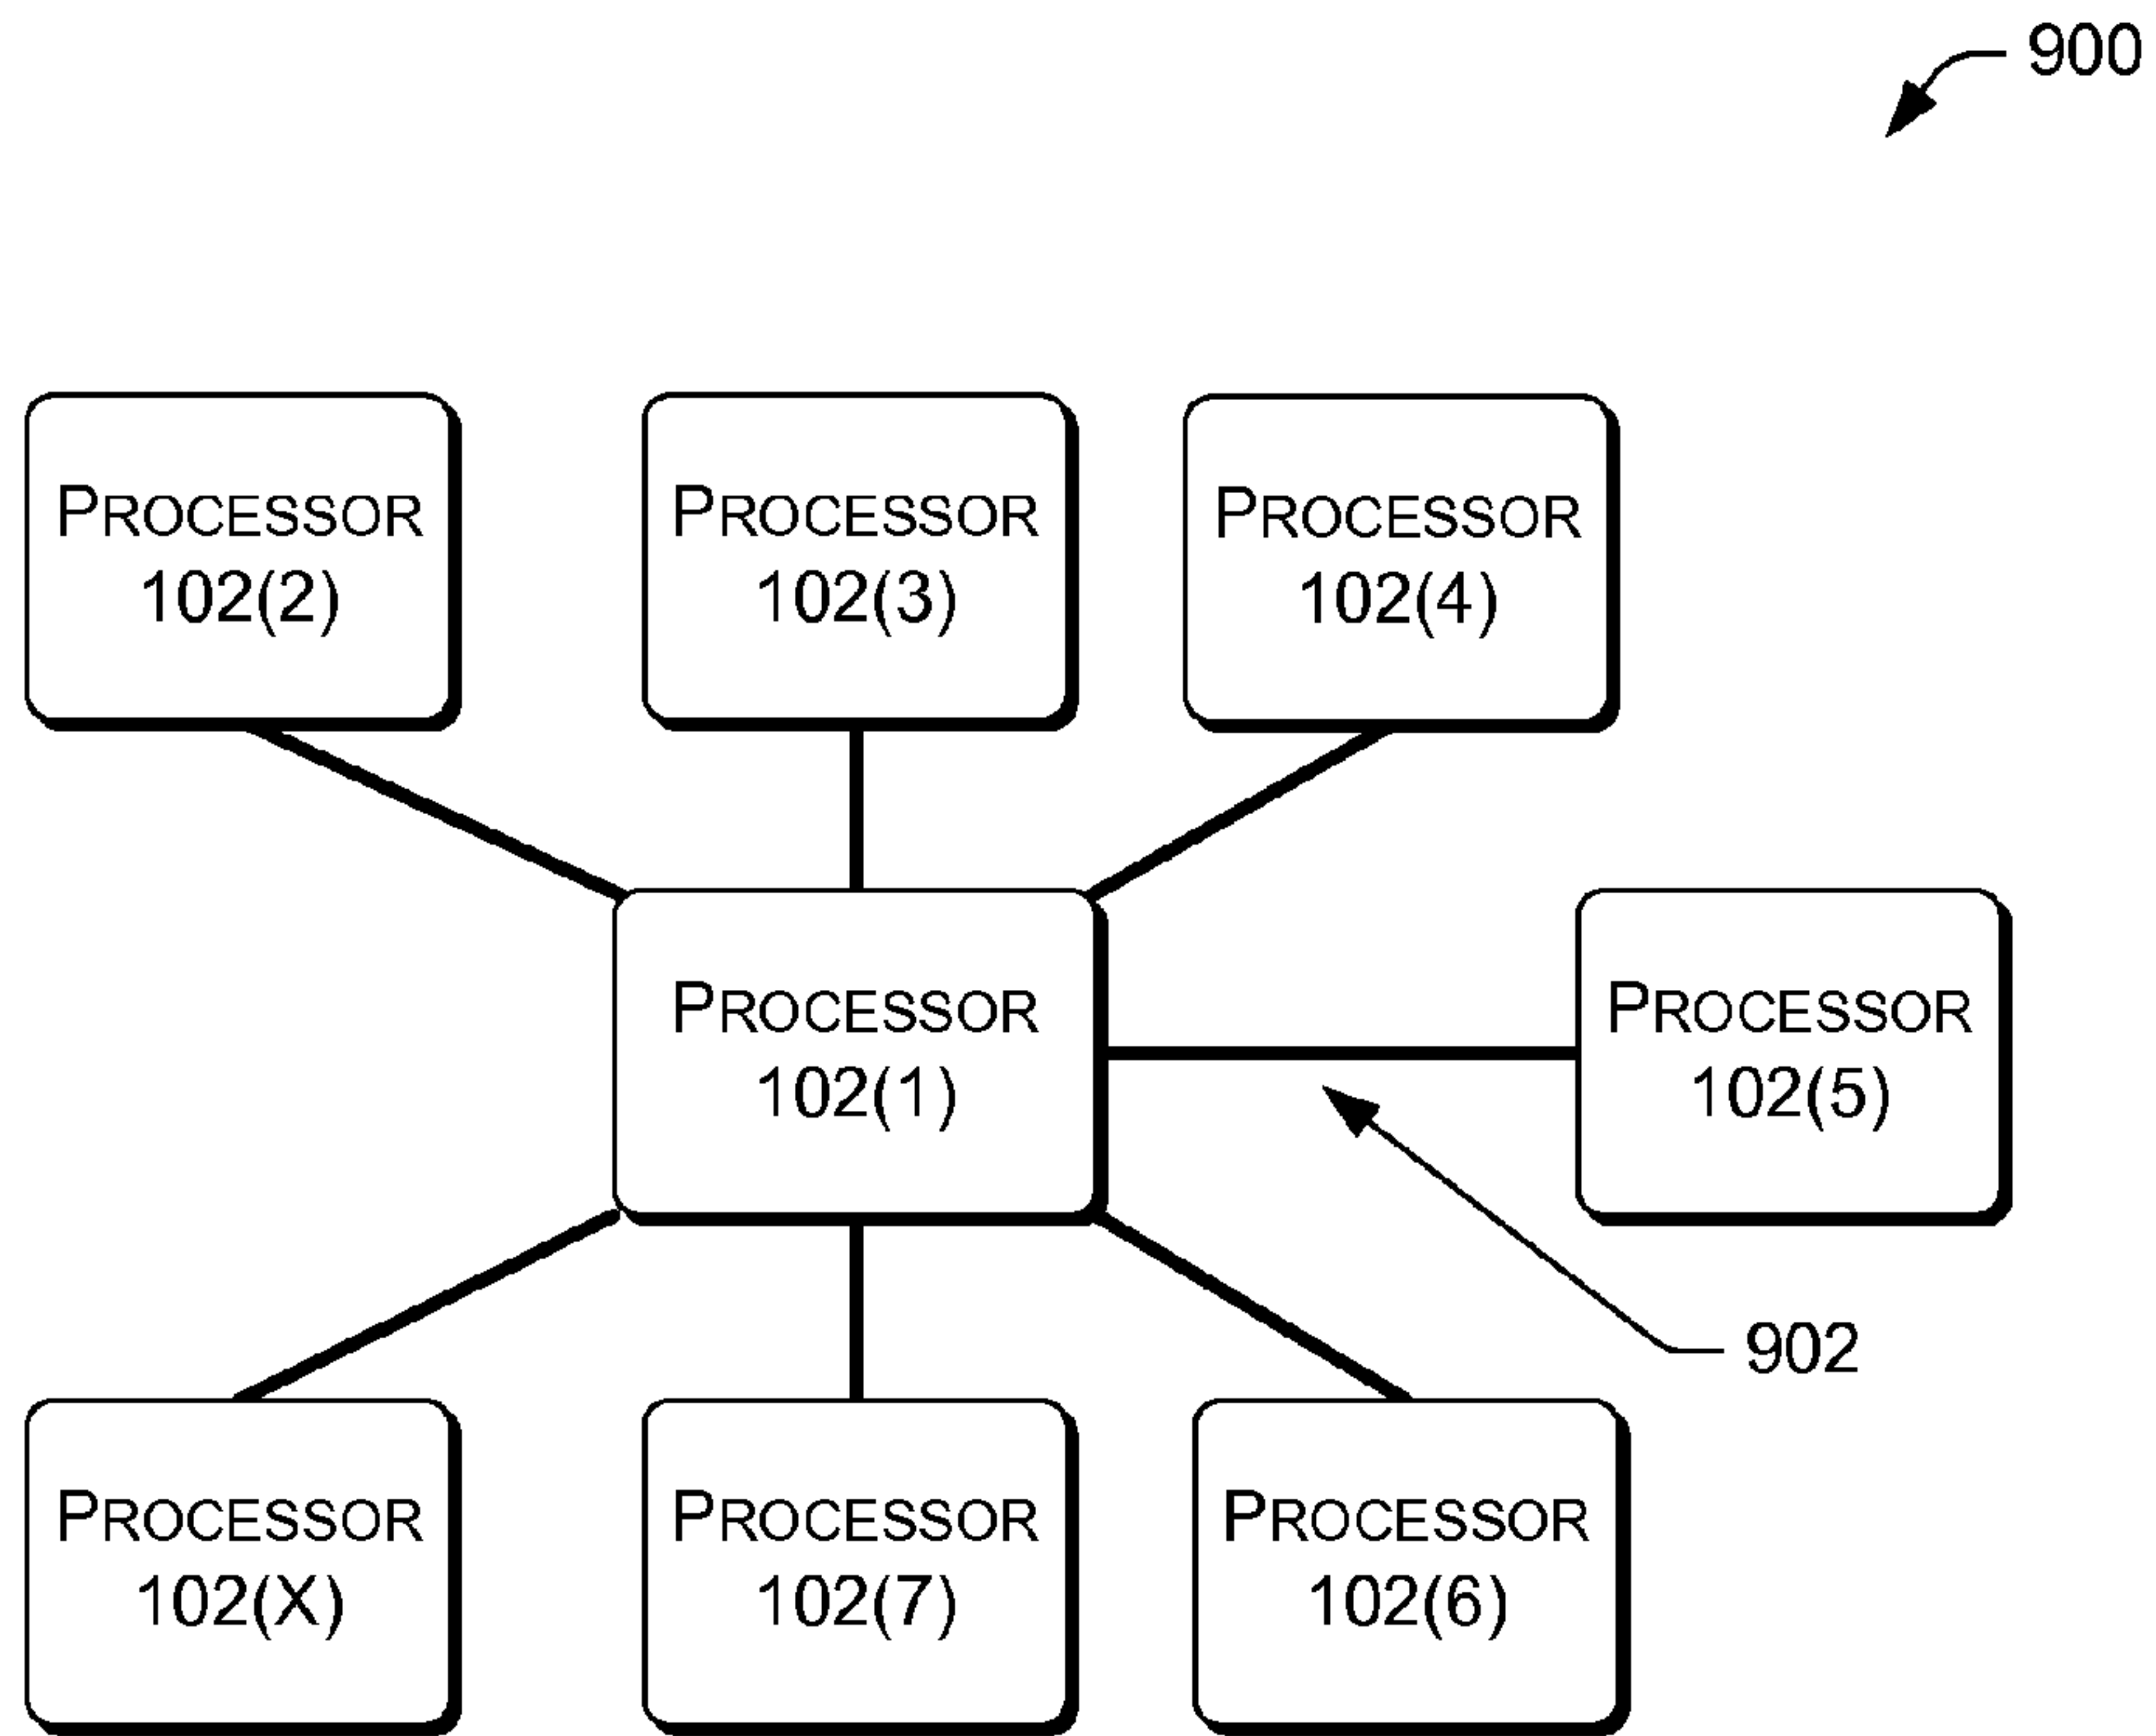 900
PROCESSOR
102(2)
PROCESSOR
102(3)
PROCESSOR
102(4)
PROCESSOR
102(1)
PROCESSOR
102(5)
902
PROCESSOR
102(X)
PROCESSOR
102(7)
PROCESSOR
102(6)